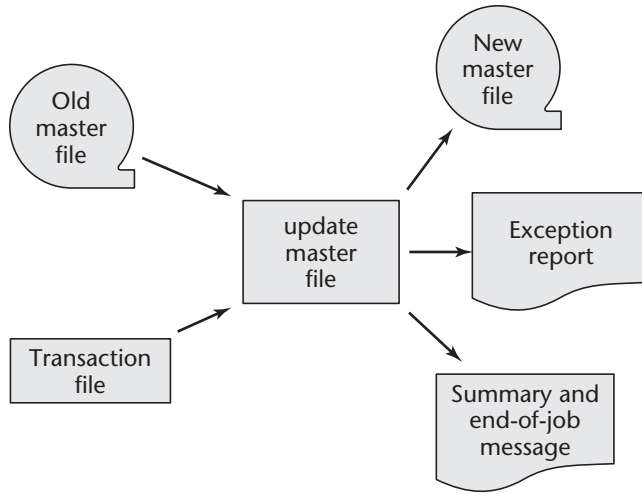 Old
master
file
New
master
file
update
master
file
Exception
report
Transaction
file
Summary and
end-of-job
message